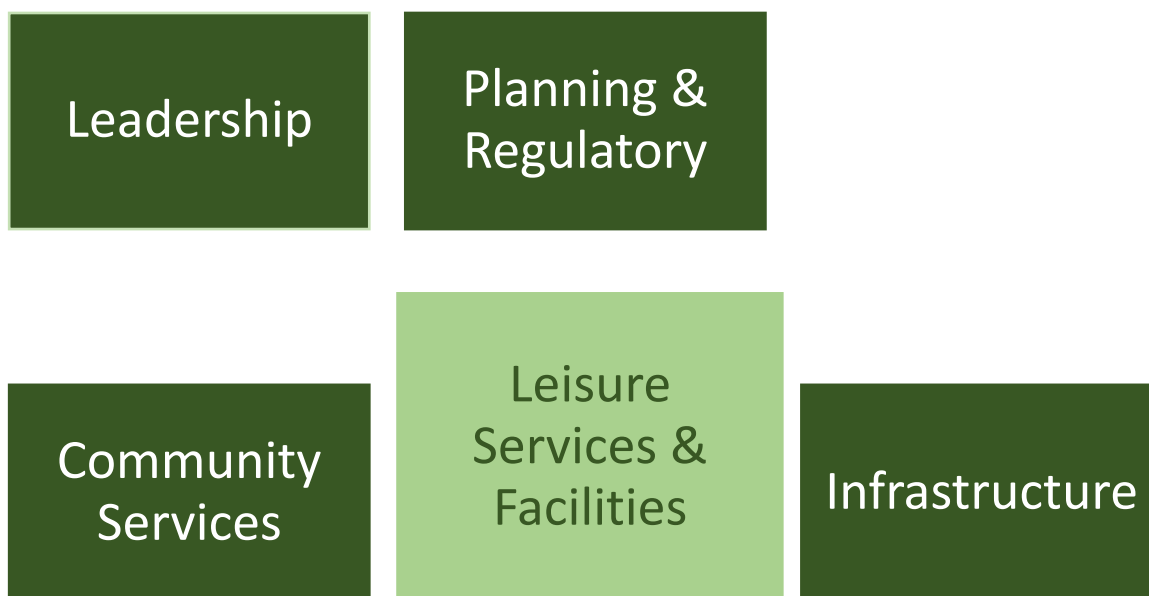 Leadership
Planning &
Regulatory
Community
Services
Leisure
Services &
Facilities
Infrastructure